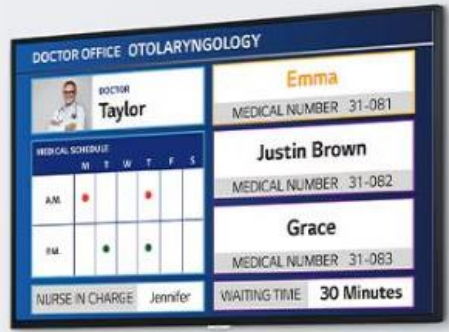 DOCTOR OFFICE OTOLARYNGOLOGY
DOCTOR
Taylor
MEDICAL SCHEDULE
M T W T F S
A.M.
P.M.
NURSE IN CHARGE Jennifer
Emma
MEDICAL NUMBER 31-081
Justin Brown
MEDICAL NUMBER 31-082
Grace
MEDICAL NUMBER 31-083
WAITING TIME 30 Minutes